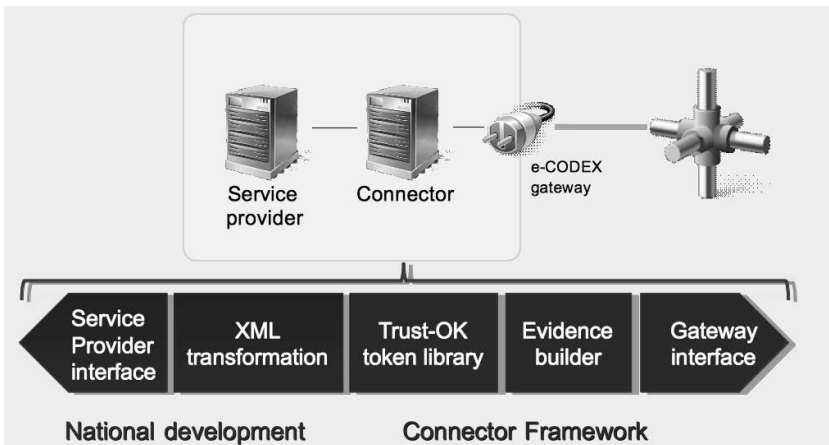 Service
provider
Connector
e-CODEX
gateway
Service
Provider
interface
XML
transformation
Trust-OK
token library
Evidence
builder
Gateway
interface
National development
Connector Framework